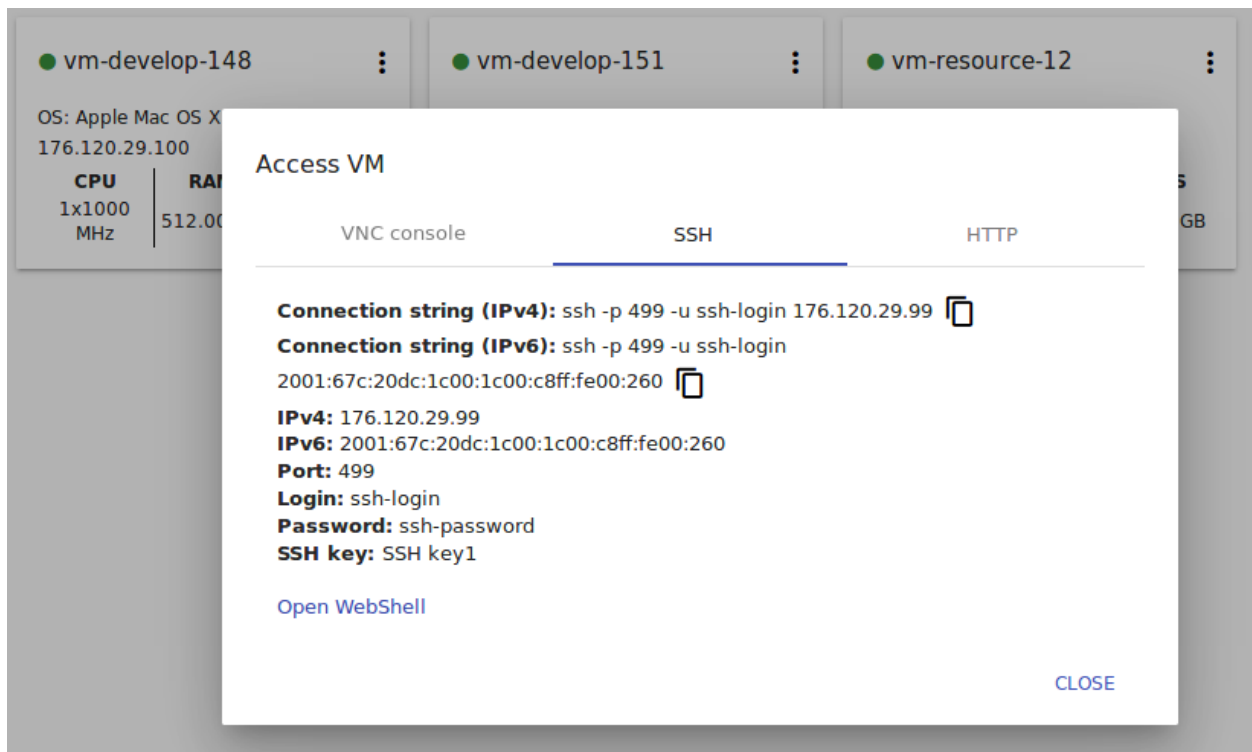 vm-develop-148
vm-develop-151
vm-resource-12
OS: Apple Mac OS X
176.120.29.100
CPU
1x1000
MHz
512.00
GB
Access VM
VNC console
SSH
HTTP
Connection string (IPv4): ssh -p 499 -u ssh-login 176.120.29.99
Connection string (IPv6): ssh -p 499 -u ssh-login
2001:67c:20dc:1c00:1c00:c8ff:fe00:260
IPv4: 176.120.29.99
IPv6: 2001:67c:20dc:1c00:1c00:c8ff:fe00:260
Port: 499
Login: ssh-login
Password: ssh-password
SSH key: SSH key1
Open WebShell
CLOSE